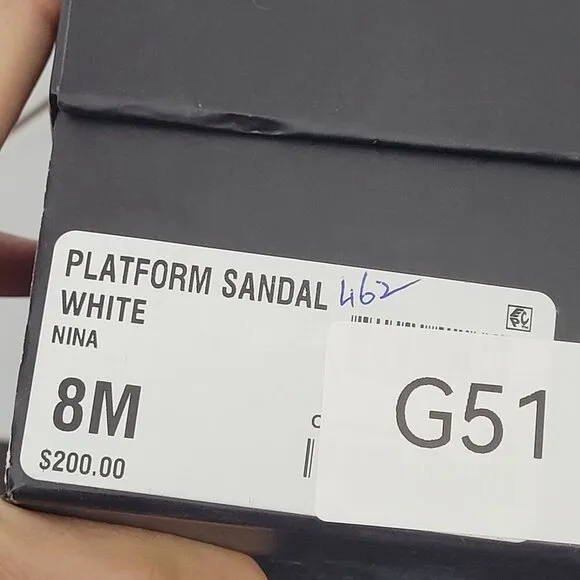 PLATFORM SANDAL 462
WHITE
NINA
8M
$200.00
G51